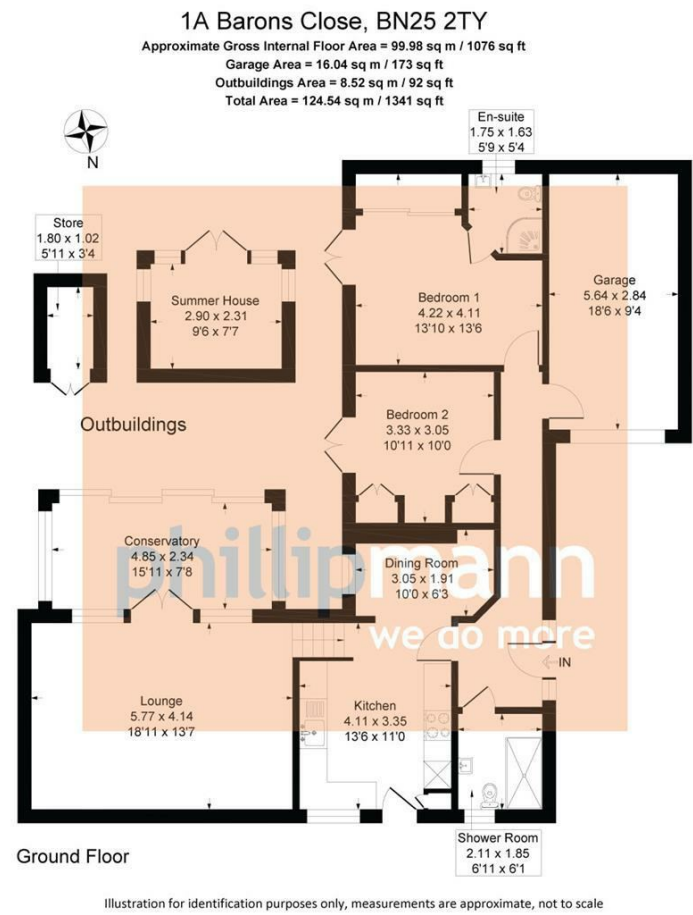 1A Barons Close, BN25 2TY
Approximate Gross Internal Floor Area = 99.98 sq m / 1076 sq ft
Garage Area = 16.04 sq m / 173 sq ft
Outbuildings Area = 8.52 sq m / 92 sq ft
Total Area = 124.54 sq m / 1341 sq ft
N
En-suite
1.75 x 1.63
5'9 x 5'4
Store
1.80 x 1.02
5'11 x 3'4
Summer House
2.90 x 2.31
9'6 x 7'7
Bedroom 1
4.22 x 4.11
13'10 x 13'6
Garage
5.64 x 2.84
18'6 x 9'4
Outbuildings
Bedroom 2
3.33 x 3.05
10'11 x 10'0
Conservatory
4.85 x 2.34
15'11 x 7'8
Dining Room
3.05 x 1.91
10'0 x 6'3
phillipmann
we do more
IN
Lounge
5.77 x 4.14
18'11 x 13'7
Kitchen
4.11 x 3.35
13'6 x 11'0
Shower Room
2.11 x 1.85
6'11 x 6'1
Ground Floor
Illustration for identification purposes only, measurements are approximate, not to scale